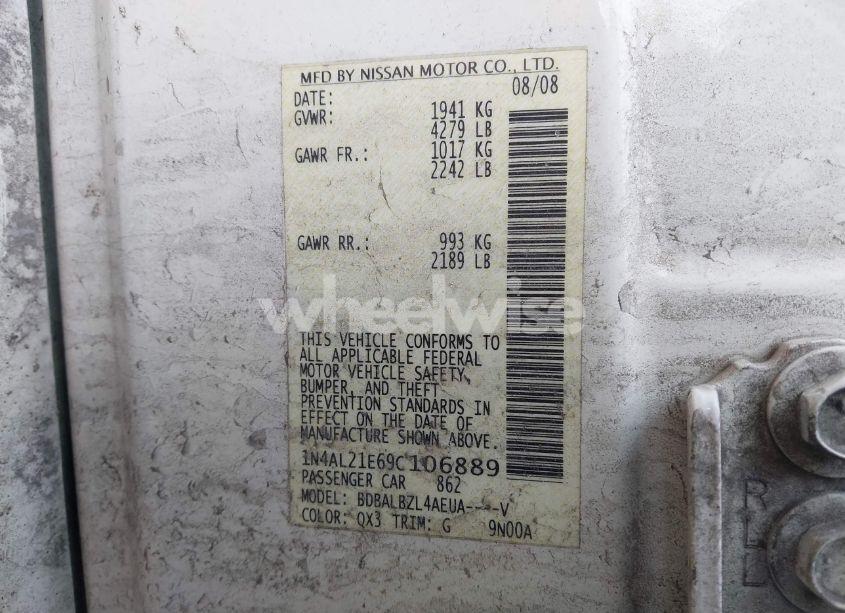 MFD BY NISSAN MOTOR CO., LTD.
DATE: 08/08
GVWR: 1941 KG
4279 LB
GAWR FR.: 1017 KG
2242 LB
GAWR RR.: 993 KG
2189 LB
wheelwise
THIS VEHICLE CONFORMS TO
ALL APPLICABLE FEDERAL
MOTOR VEHICLE SAFETY,
BUMPER, AND THEFT
PREVENTION STANDARDS IN
EFFECT ON THE DATE OF
MANUFACTURE SHOWN ABOVE.
1N4AL21E69C106889
PASSENGER CAR 862
MODEL: BDBALBZL4AEUA----V
COLOR: QX3 TRIM: G 9N00A